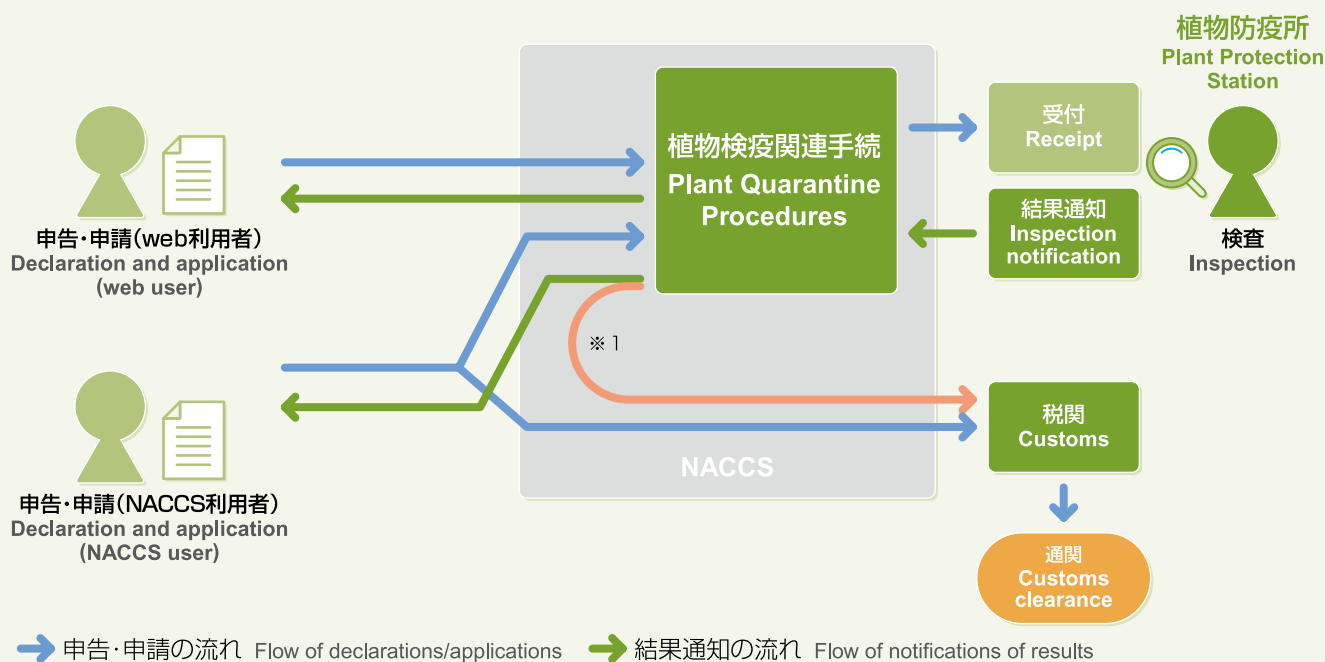 植物防疫所
Plant Protection
Station
植物検疫関連手続
Plant Quarantine
Procedures
受付
Receipt
結果通知
Inspection
notification
検査
Inspection
申告・申請(web利用者)
Declaration and application
(web user)
※1
税関
Customs
NACCS
申告・申請(NACCS利用者)
Declaration and application
(NACCS user)
通関
Customs
clearance
申告・申請の流れ Flow of declarations/applications
結果通知の流れ Flow of notifications of results